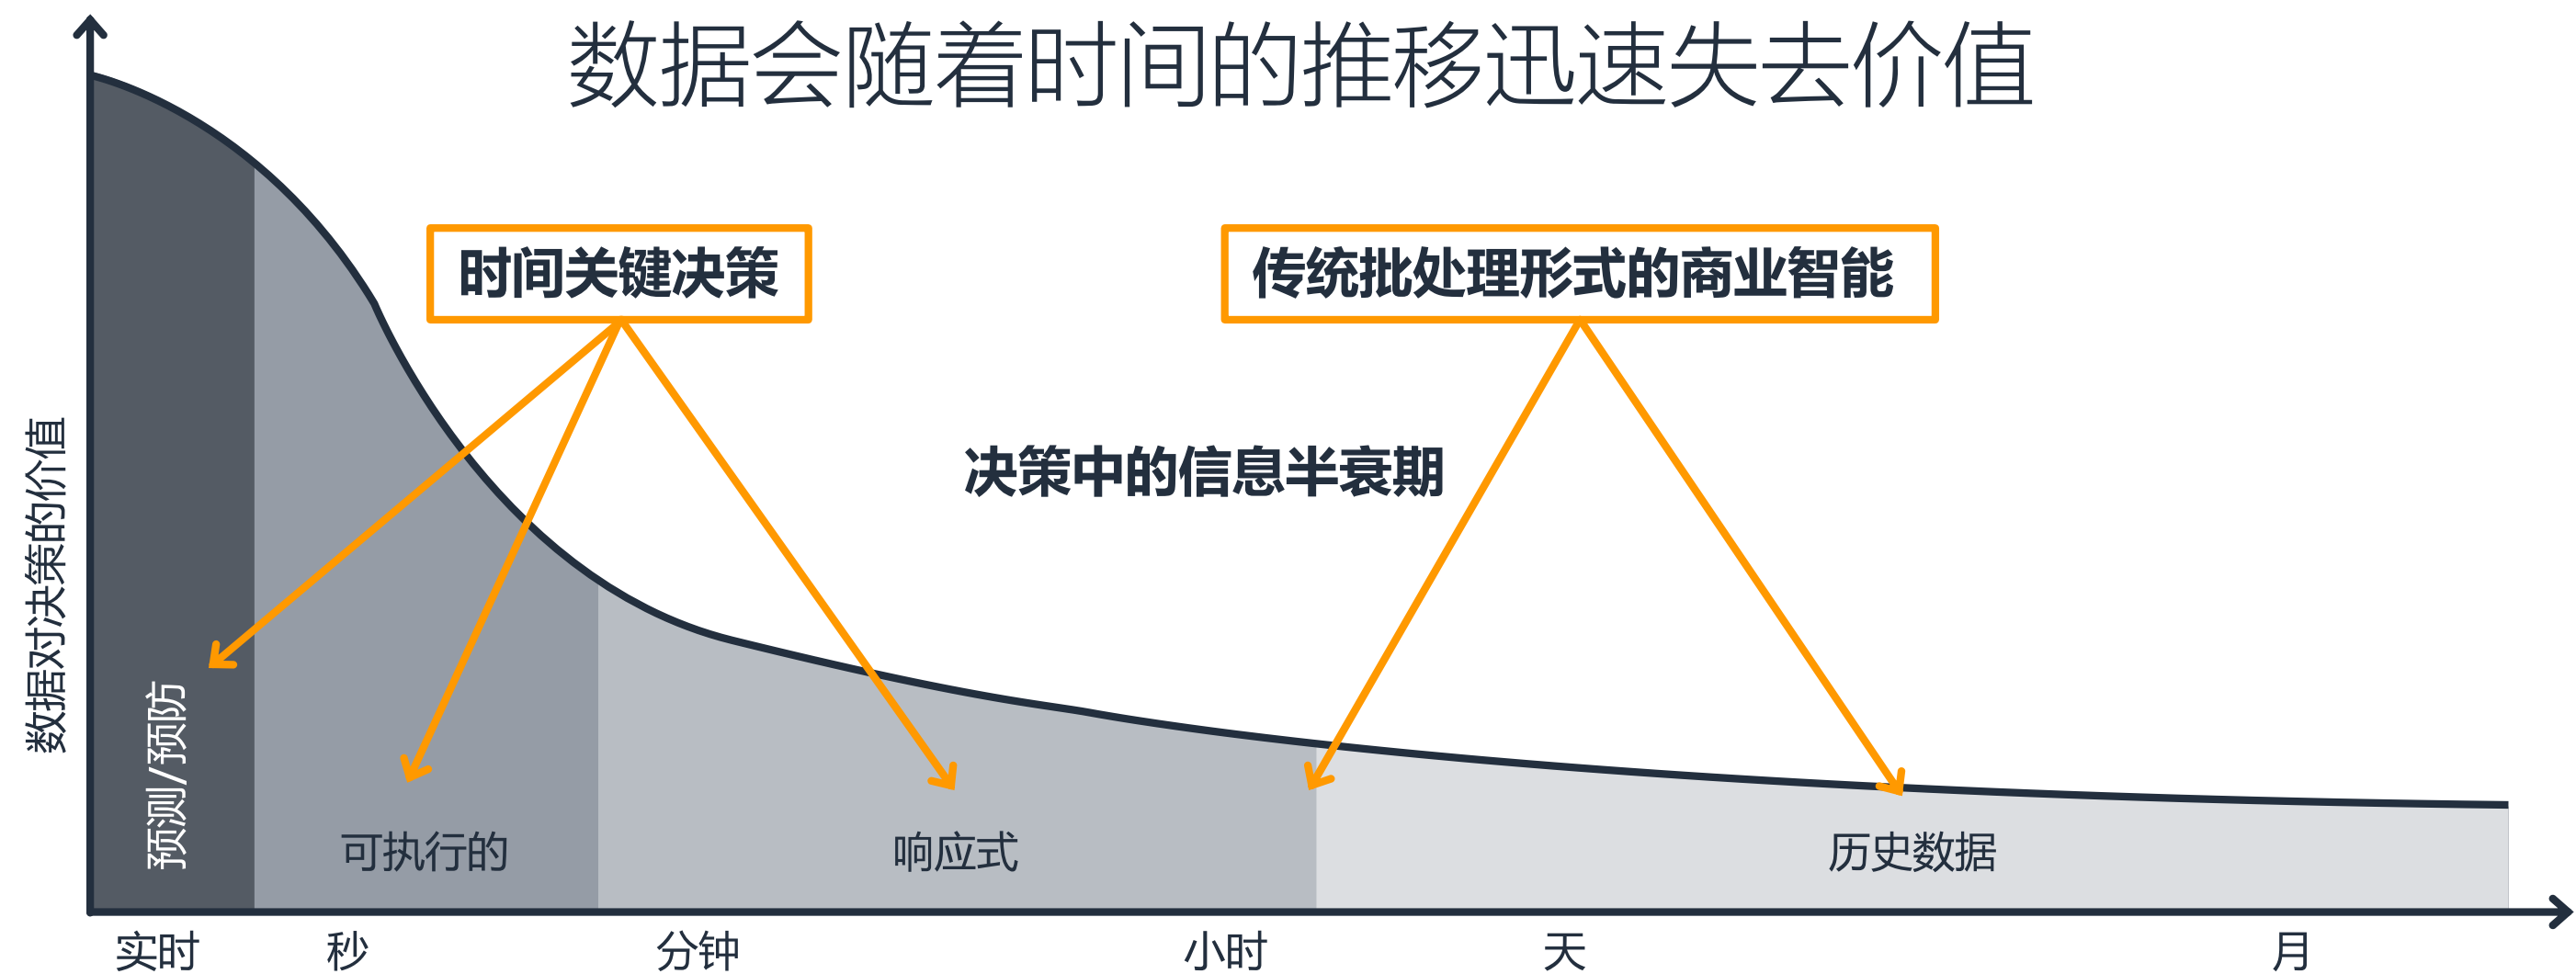 数据会随着时间的推移迅速失去价值
时间关键决策
传统批处理形式的商业智能
决策中的信息半衰期
数据对决策的价值
预测/预防
可执行的
响应式
历史数据
实时
秒
分钟
小时
天
月